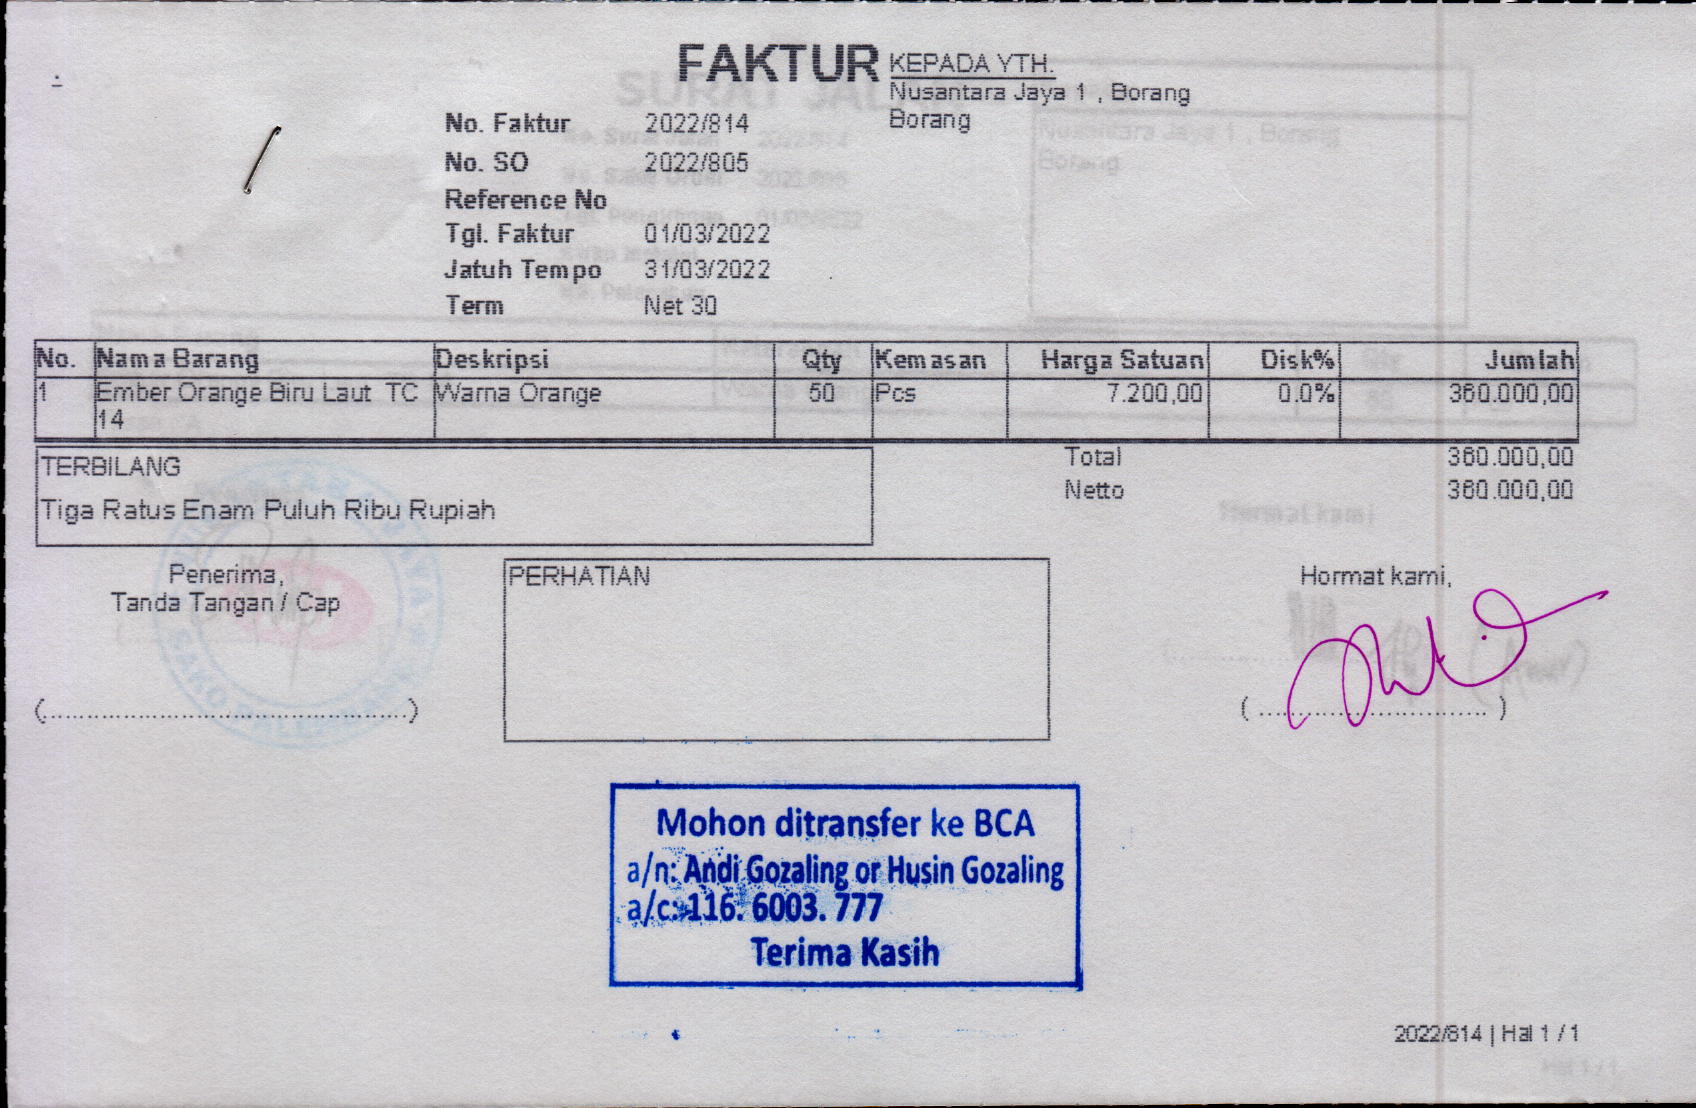 FAKTUR
KEPADA YTH.
Nusantara Jaya 1 , Borang
Borang
No. Faktur 2022/814
No. SO 2022/805
Reference No
Tgl. Faktur 01/03/2022
Jatuh Tempo 31/03/2022
Term Net 30
No. Nama Barang Deskripsi Qty Kemasan Harga Satuan Disk% Jumlah
1 Ember Orange Biru Laut TC Warna Orange 50 Pcs 7.200,00 0.0% 360.000,00
14
TERBILANG
Tiga Ratus Enam Puluh Ribu Rupiah
Total 360.000,00
Netto 360.000,00
Penerima,
Tanda Tangan / Cap
(..................................................)
PERHATIAN
Hormat kami,
( ................................ )
Mohon ditransfer ke BCA
a/n: Andi Gozaling or Husin Gozaling
a/c: 116. 6003. 777
Terima Kasih
2022/814 | Hal 1 / 1